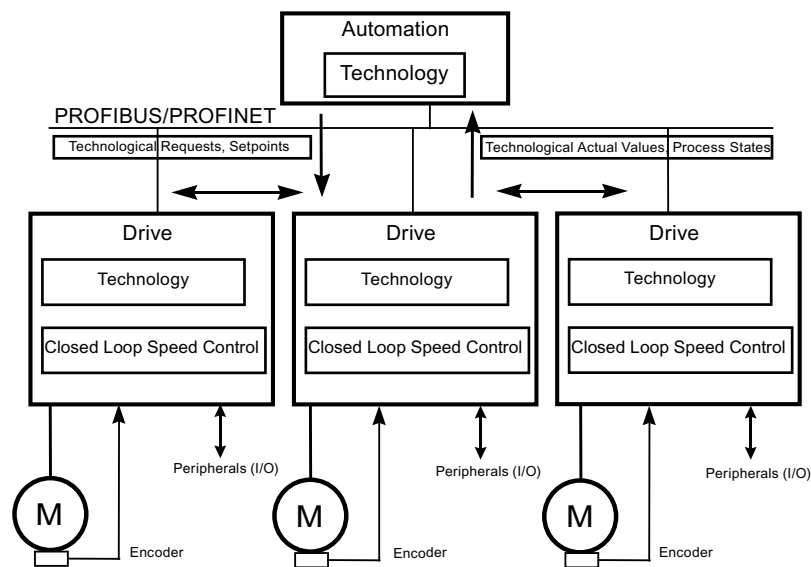 Automation
Technology
PROFIBUS/PROFINET
Technological Requests, Setpoints
Technological Actual Values, Process States
Drive
Drive
Drive
Technology
Technology
Technology
Closed Loop Speed Control
Closed Loop Speed Control
Closed Loop Speed Control
Peripherals (I/O)
Peripherals (I/O)
Peripherals (I/O)
M
M
M
Encoder
Encoder
Encoder